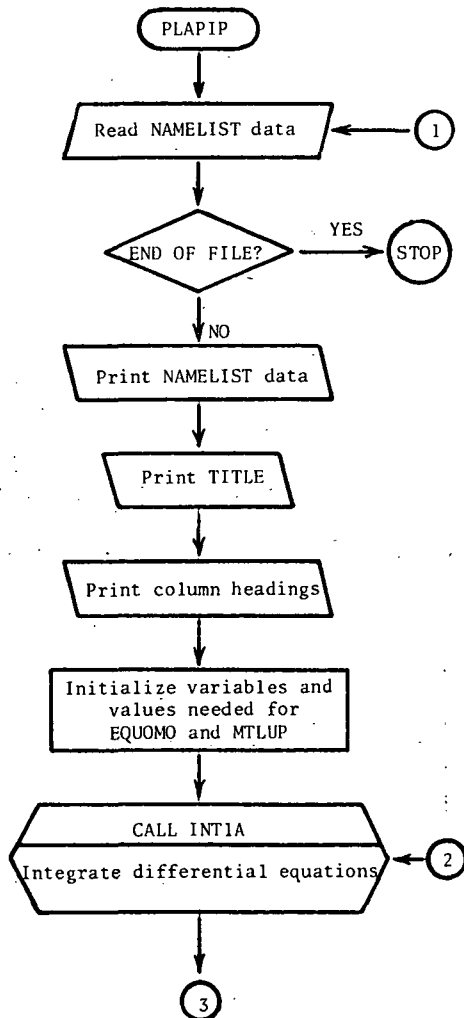 PLAPIP
Read NAMELIST data
1
END OF FILE?
YES
STOP
NO
Print NAMELIST data
Print TITLE
Print column headings
Initialize variables and
values needed for
EQUOMO and MTLUP
CALL INT1A
Integrate differential equations
2
3